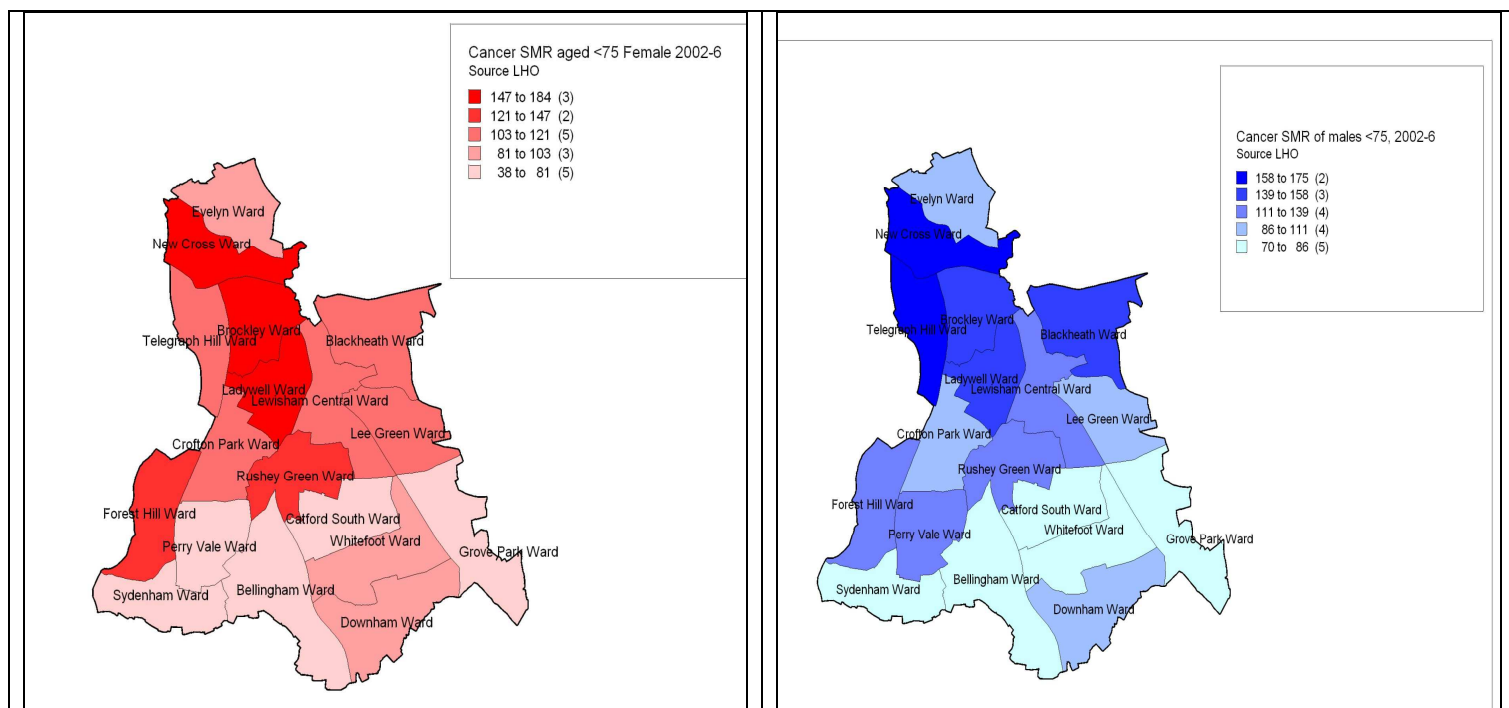 Cancer SMR aged <75 Female 2002-6
Source LHO
147 to 184 (3)
121 to 147 (2)
103 to 121 (5)
81 to 103 (3)
38 to 81 (5)
Evelyn Ward
New Cross Ward
Brockley Ward
Telegraph Hill Ward
Blackheath Ward
Ladywell Ward
Lewisham Central Ward
Lee Green Ward
Crofton Park Ward
Rushey Green Ward
Forest Hill Ward
Catford South Ward
Whitefoot Ward
Perry Vale Ward
Grove Park Ward
Bellingham Ward
Sydenham Ward
Downham Ward
Cancer SMR of males <75, 2002-6
Source LHO
158 to 175 (2)
139 to 158 (3)
111 to 139 (4)
86 to 111 (4)
70 to 86 (5)
Evelyn Ward
New Cross Ward
Brockley Ward
Telegraph Hill Ward
Blackheath Ward
Ladywell Ward
Lewisham Central Ward
Lee Green Ward
Crofton Park Ward
Rushey Green Ward
Forest Hill Ward
Catford South Ward
Whitefoot Ward
Perry Vale Ward
Grove Park Ward
Bellingham Ward
Sydenham Ward
Downham Ward